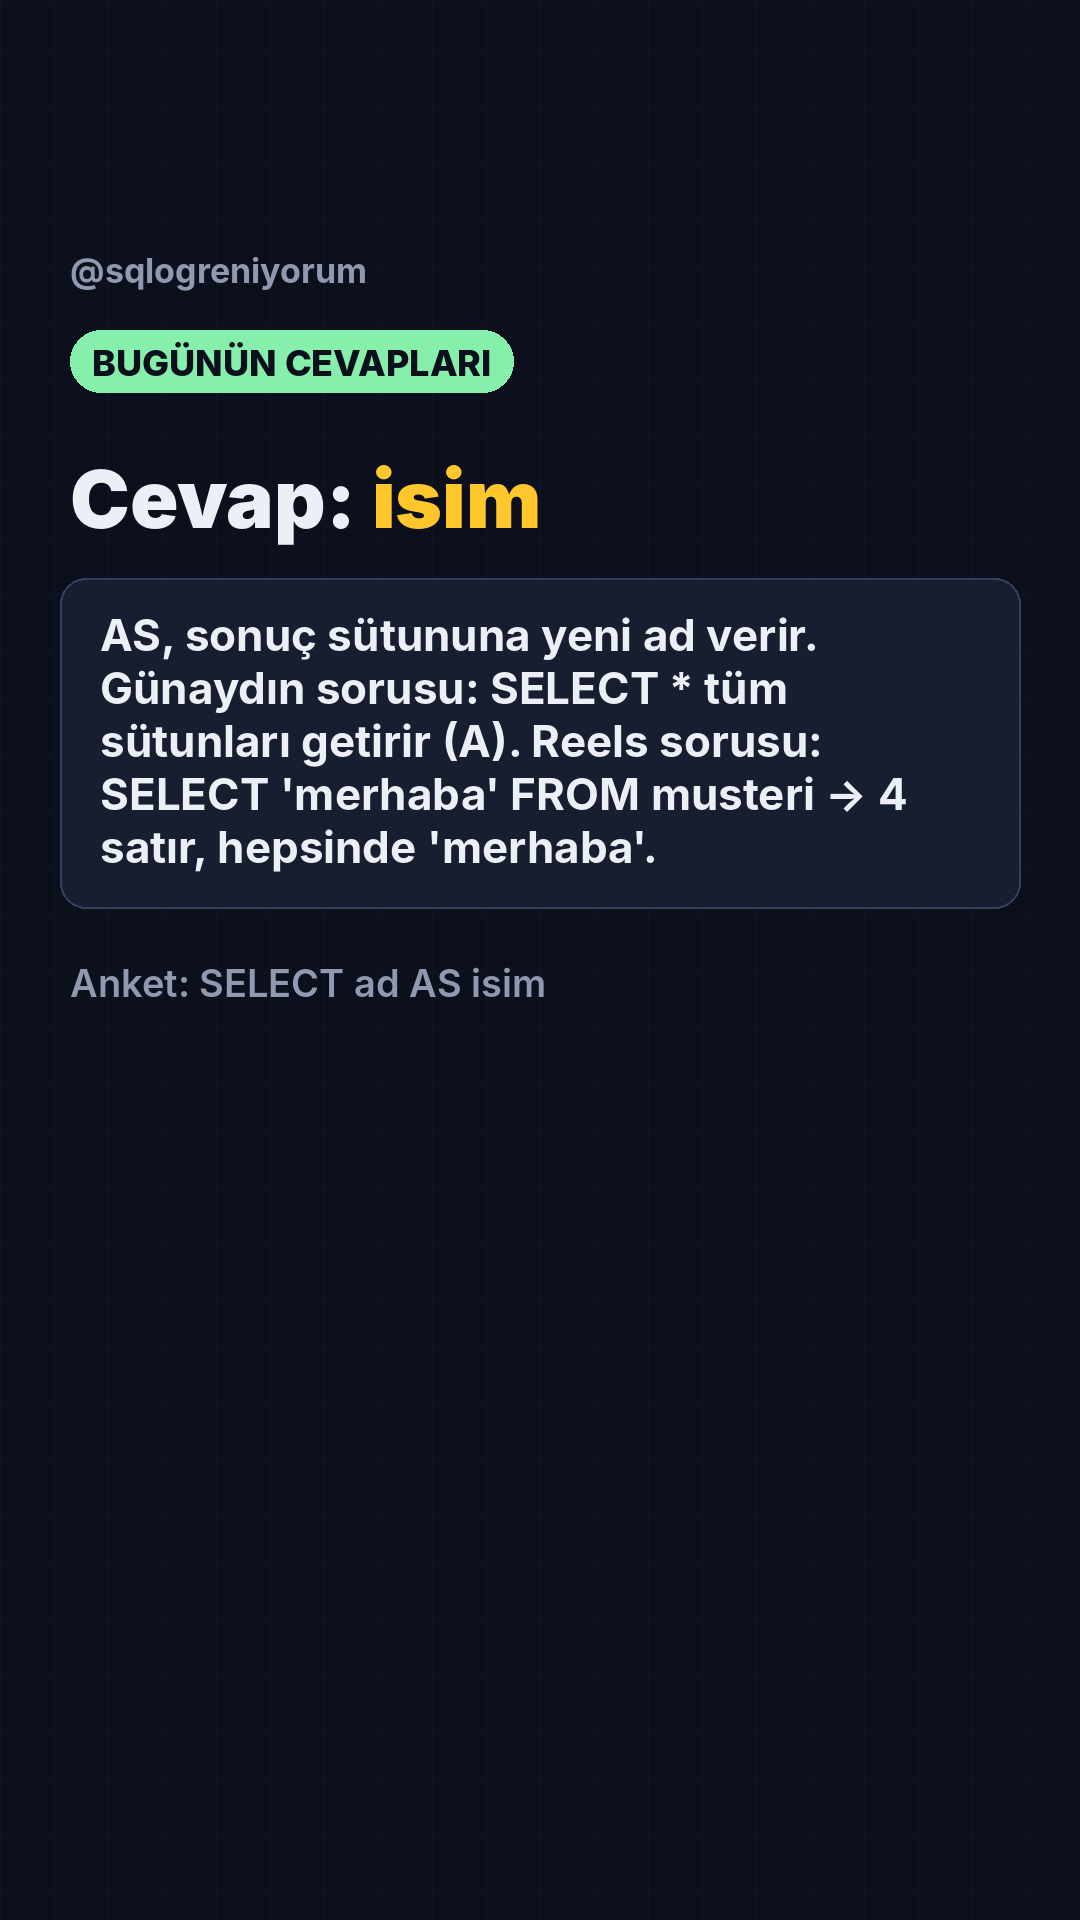 @sqlogreniyorum
BUGÜNÜN CEVAPLARI
Cevap: isim
AS, sonuç sütununa yeni ad verir.
Günaydın sorusu: SELECT * tüm
sütunları getirir (A). Reels sorusu:
SELECT 'merhaba' FROM musteri → 4
satır, hepsinde 'merhaba'.
Anket: SELECT ad AS isim